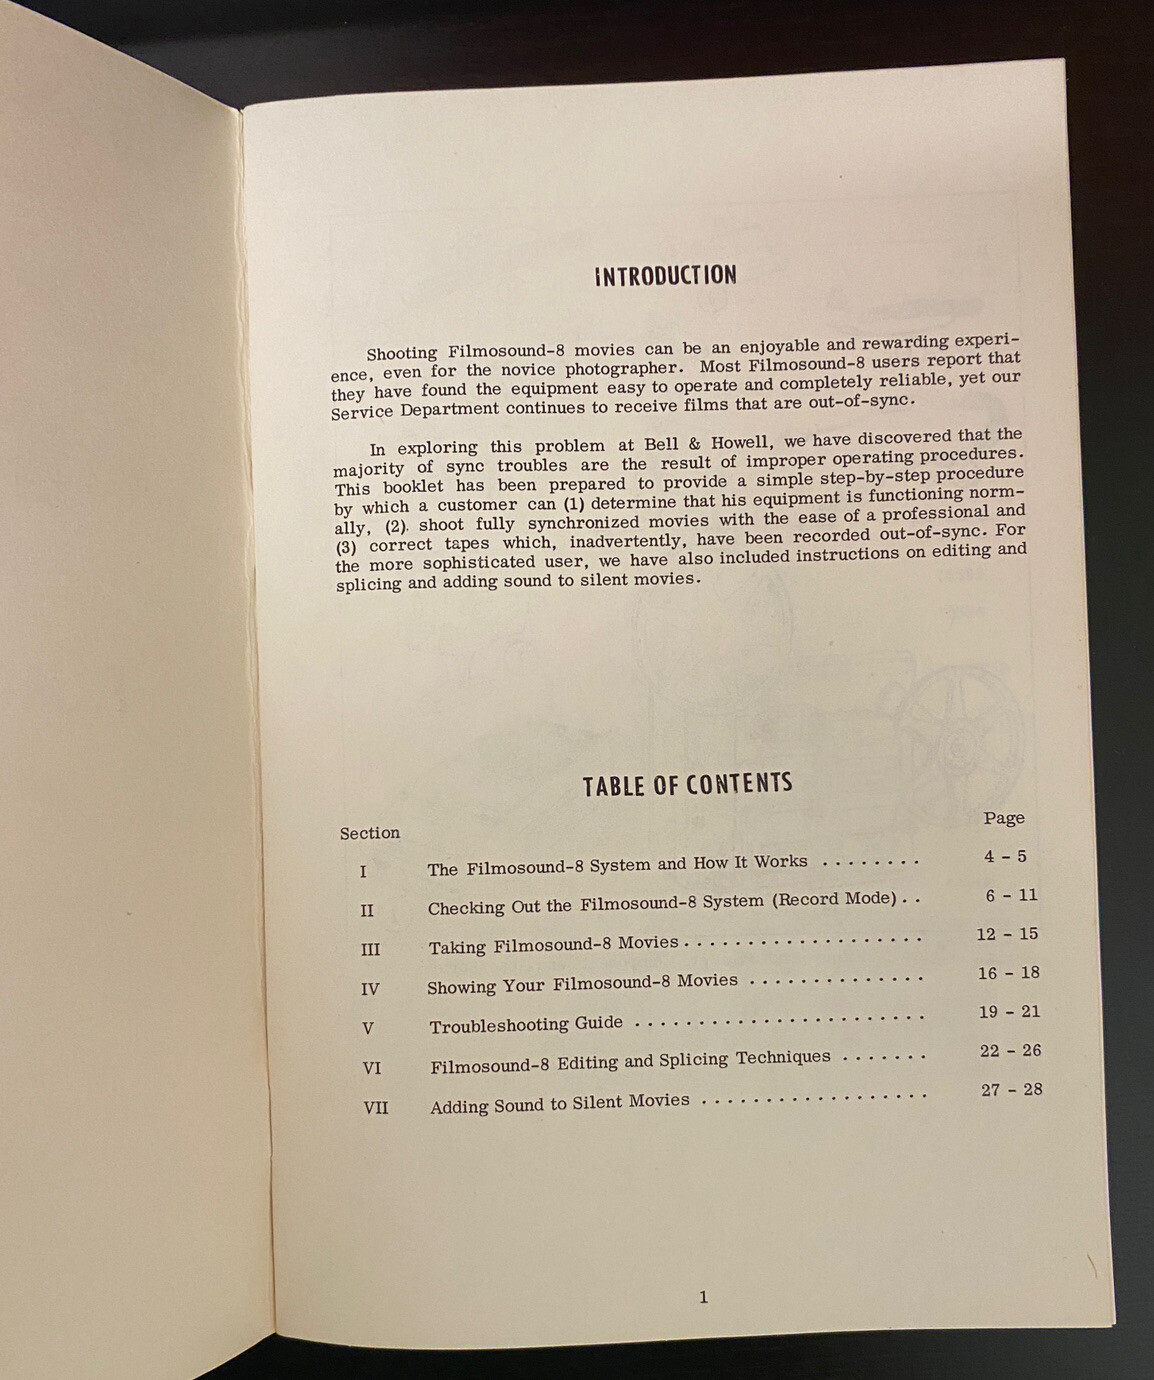 INTRODUCTION
Shooting Filmosound-8 movies can be an enjoyable and rewarding experi-
ence, even for the novice photographer. Most Filmosound-8 users report that
they have found the equipment easy to operate and completely reliable, yet our
Service Department continues to receive films that are out-of-sync.
In exploring this problem at Bell & Howell, we have discovered that the
majority of sync troubles are the result of improper operating procedures.
This booklet has been prepared to provide a simple step-by-step procedure
by which a customer can (1) determine that his equipment is functioning norm-
ally, (2). shoot fully synchronized movies with the ease of a professional and
(3) correct tapes which, inadvertently, have been recorded out-of-sync. For
the more sophisticated user, we have also included instructions on editing and
splicing and adding sound to silent movies.
TABLE OF CONTENTS
Section Page
I The Filmosound-8 System and How It Works ........ 4 - 5
II Checking Out the Filmosound-8 System (Record Mode) . . 6 - 11
III Taking Filmosound-8 Movies ................... 12 - 15
IV Showing Your Filmosound-8 Movies .............. 16 - 18
V Troubleshooting Guide ....................... 19 - 21
VI Filmosound-8 Editing and Splicing Techniques ....... 22 - 26
VII Adding Sound to Silent Movies .................. 27 - 28
1